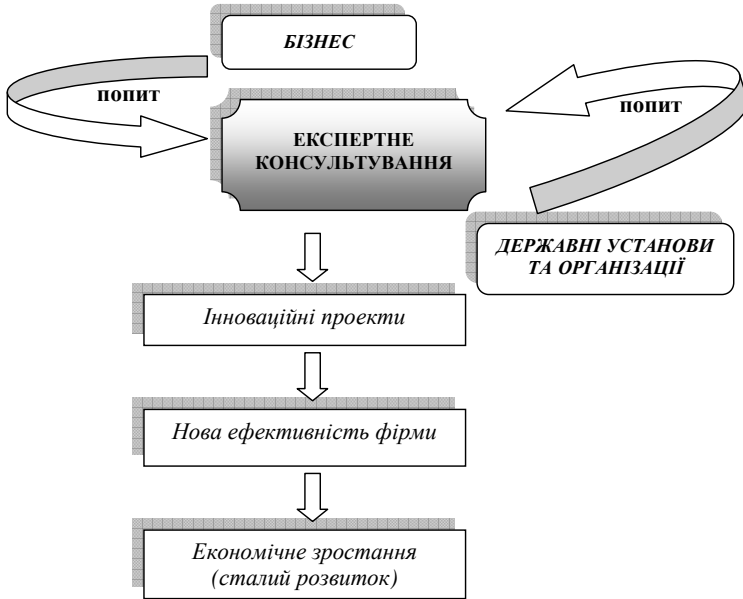 БІЗНЕС
попит
попит
ЕКСПЕРТНЕ
КОНСУЛЬТУВАННЯ
ДЕРЖАВНІ УСТАНОВИ
ТА ОРГАНІЗАЦІЇ
Інноваційні проекти
Нова ефективність фірми
Економічне зростання
(сталий розвиток)